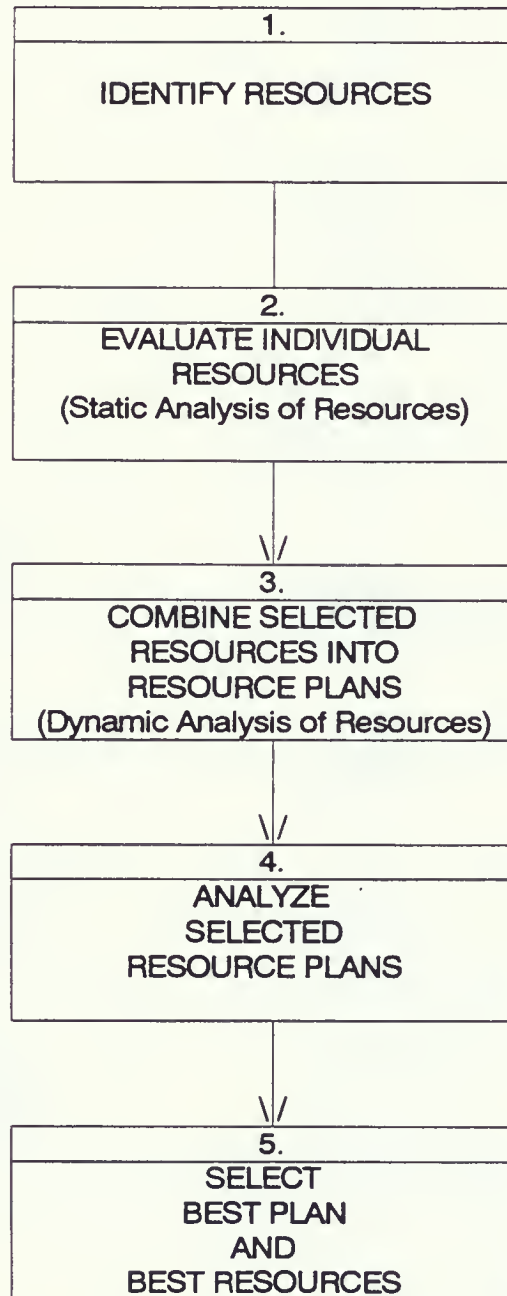 1.
IDENTIFY RESOURCES
2.
EVALUATE INDIVIDUAL
RESOURCES
(Static Analysis of Resources)
3.
COMBINE SELECTED
RESOURCES INTO
RESOURCE PLANS
(Dynamic Analysis of Resources)
4.
ANALYZE
SELECTED
RESOURCE PLANS
5.
SELECT
BEST PLAN
AND
BEST RESOURCES